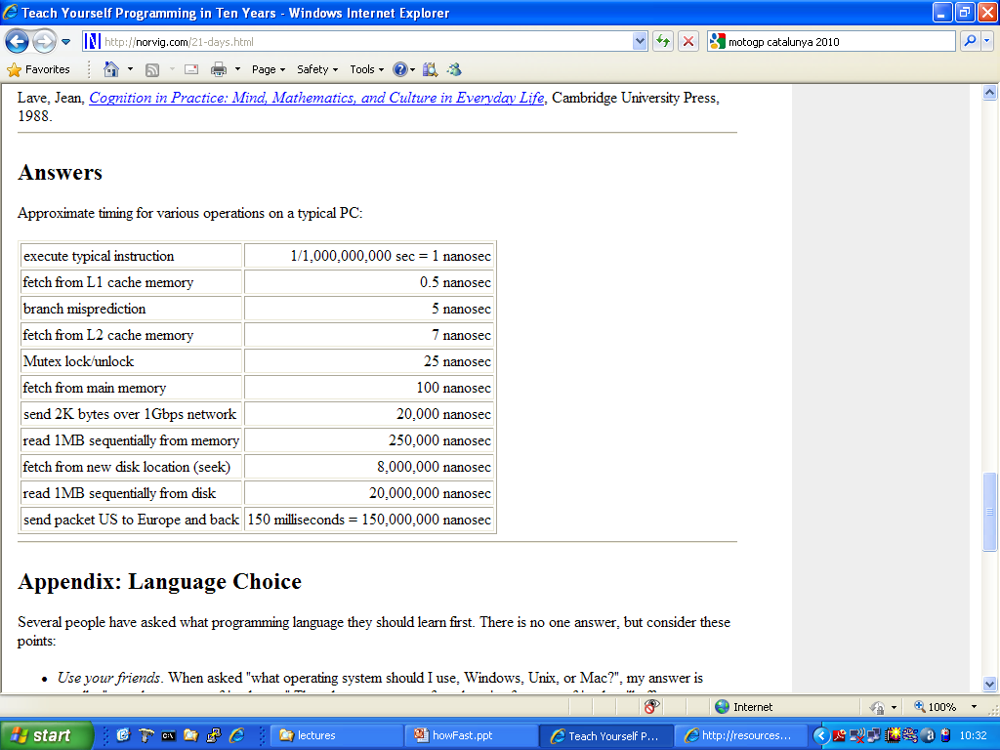 Teach Yourself Programming in Ten Years - Windows Internet Explorer
http://norvig.com/21-days.html
motogp catalunya 2010
Favorites Page Safety Tools
Lave, Jean, Cognition in Practice: Mind, Mathematics, and Culture in Everyday Life, Cambridge University Press,
1988.
Answers
Approximate timing for various operations on a typical PC:
execute typical instruction 1/1,000,000,000 sec = 1 nanosec
fetch from L1 cache memory 0.5 nanosec
branch misprediction 5 nanosec
fetch from L2 cache memory 7 nanosec
Mutex lock/unlock 25 nanosec
fetch from main memory 100 nanosec
send 2K bytes over 1Gbps network 20,000 nanosec
read 1MB sequentially from memory 250,000 nanosec
fetch from new disk location (seek) 8,000,000 nanosec
read 1MB sequentially from disk 20,000,000 nanosec
send packet US to Europe and back 150 milliseconds = 150,000,000 nanosec
Appendix: Language Choice
Several people have asked what programming language they should learn first. There is no one answer, but consider these
points:
• Use your friends. When asked "what operating system should I use, Windows, Unix, or Mac?", my answer is
Internet 100%
start lectures howFast.ppt Teach Yourself P... http://resources... 10:32